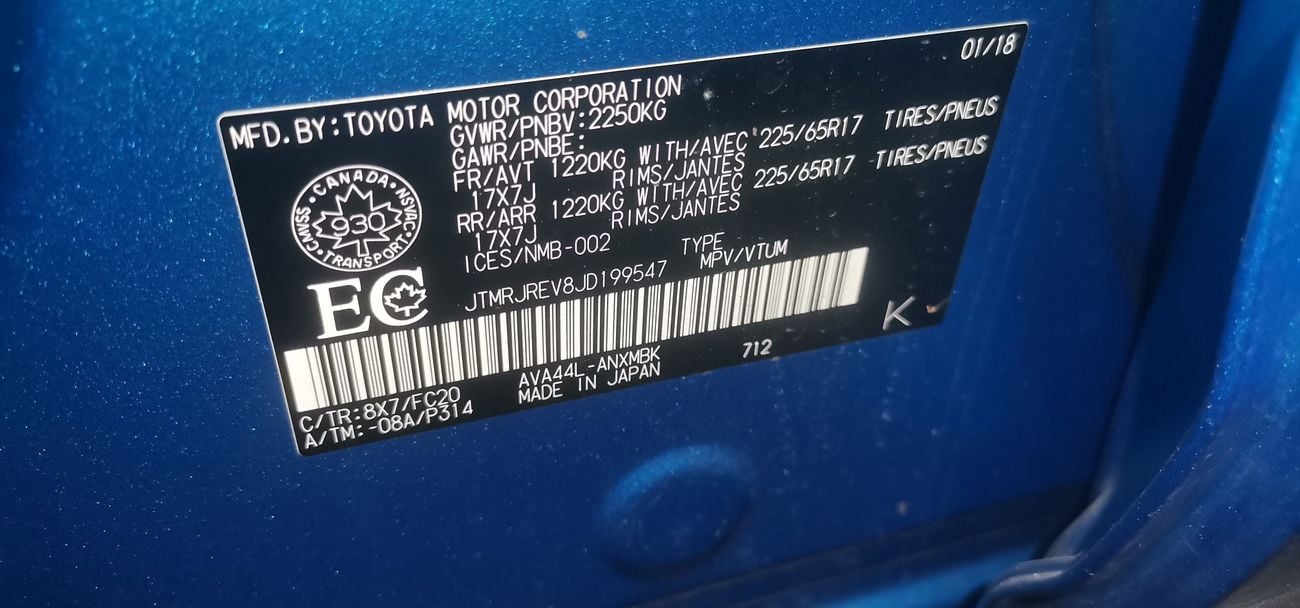 01/18
MFD.BY:TOYOTA MOTOR CORPORATION
GVWR/PNBV:2250KG
GAWR/PNBE:
FR/AVT 1220KG WITH/AVEC 225/65R17 TIRES/PNEUS
17X7J RIMS/JANTES
RR/ARR 1220KG WITH/AVEC 225/65R17 TIRES/PNEUS
17X7J RIMS/JANTES
ICES/NMB-002
CANADA
CMVSS NSVAC
930
TRANSPORT
EC
TYPE
JTMRJREV8JD199547 MPV/VTUM
K
C/TR:8X7/FC20 AVA44L-ANXMBK 712
A/TM:-08A/P314 MADE IN JAPAN